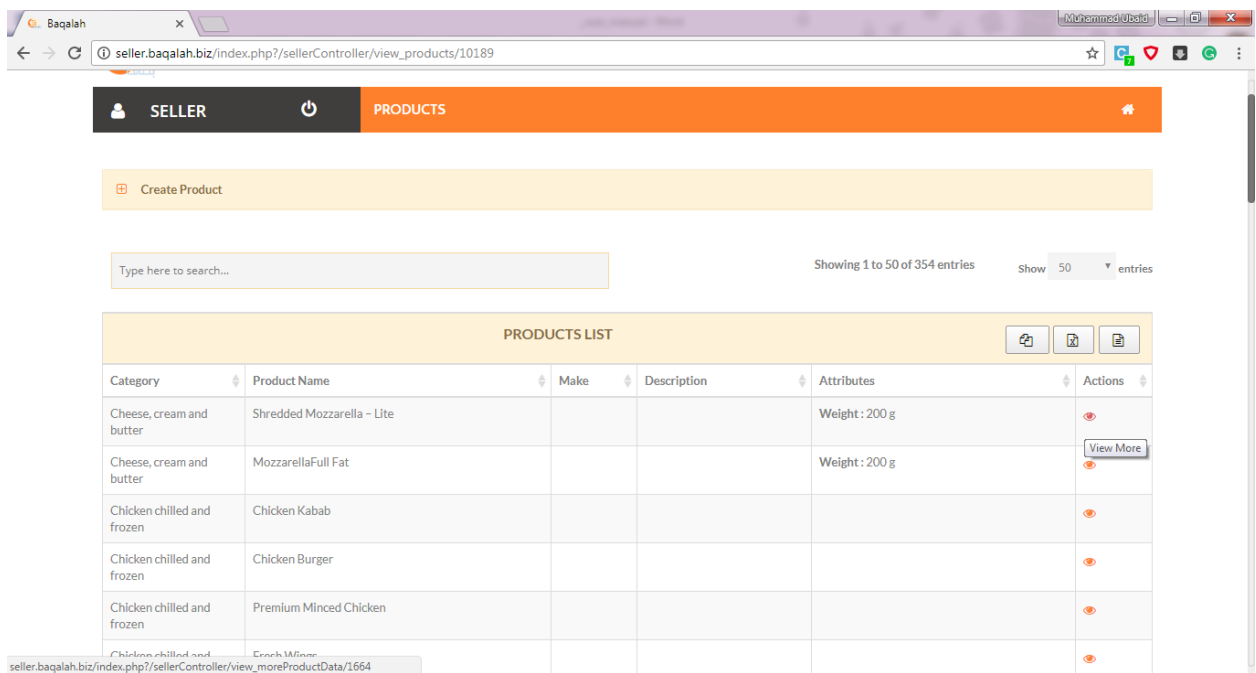 Baqalah
Muhammad Ubaid
seller.baqalah.biz/index.php?/sellerController/view_products/10189
SELLER
PRODUCTS
Create Product
Type here to search...
Showing 1 to 50 of 354 entries
Show 50 entries
PRODUCTS LIST
Category Product Name Make Description Attributes Actions
Cheese, cream and Shredded Mozzarella – Lite Weight : 200 g
butter
View More
Cheese, cream and MozzarellaFull Fat Weight : 200 g
butter
Chicken chilled and Chicken Kabab
frozen
Chicken chilled and Chicken Burger
frozen
Chicken chilled and Premium Minced Chicken
frozen
Chicken chilled and Fresh Wings
seller.baqalah.biz/index.php?/sellerController/view_moreProductData/1664